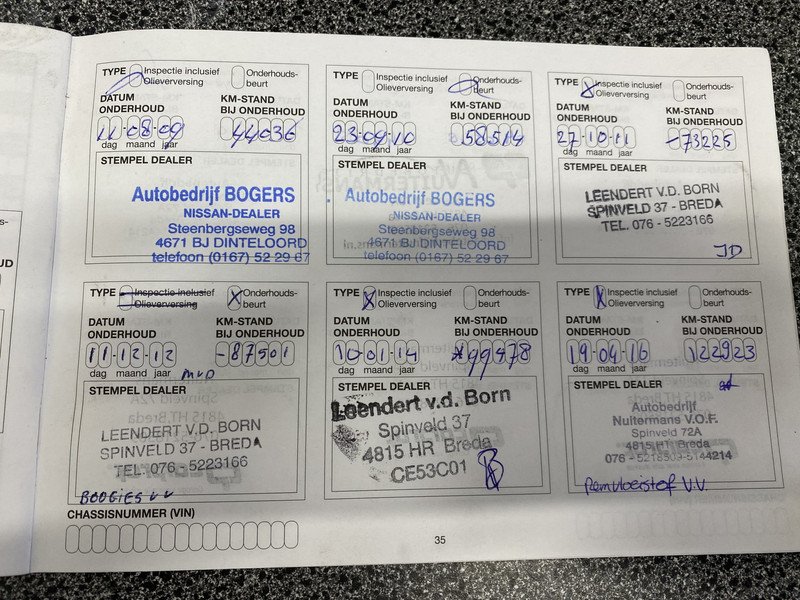 TYPE Inspectie inclusief Olieverversing Onderhouds-beurt
DATUM ONDERHOUD KM-STAND BIJ ONDERHOUD
11-08-09 44036
dag maand jaar
STEMPEL DEALER
Autobedrijf BOGERS
NISSAN-DEALER
Steenbergseweg 98
4671 BJ DINTELOORD
telefoon (0167) 52 29 67
TYPE Inspectie inclusief Olieverversing Onderhouds-beurt
DATUM ONDERHOUD KM-STAND BIJ ONDERHOUD
23-09-10 58514
dag maand jaar
STEMPEL DEALER
Autobedrijf BOGERS
NISSAN-DEALER
Steenbergseweg 98
4671 BJ DINTELOORD
telefoon (0167) 52 29 67
TYPE Inspectie inclusief Olieverversing Onderhouds-beurt
DATUM ONDERHOUD KM-STAND BIJ ONDERHOUD
27-10-11 -73225
dag maand jaar
STEMPEL DEALER
LEENDERT V.D. BORN
SPINVELD 37 - BREDA
TEL. 076 - 5223166
JD
TYPE Inspectie inclusief Olieverversing Onderhouds-beurt
DATUM ONDERHOUD KM-STAND BIJ ONDERHOUD
11-12-12 -87501
dag maand jaar MvD
STEMPEL DEALER
LEENDERT V.D. BORN
SPINVELD 37 - BREDA
TEL. 076 - 5223166
BOOGIES v v
TYPE Inspectie inclusief Olieverversing Onderhouds-beurt
DATUM ONDERHOUD KM-STAND BIJ ONDERHOUD
10-01-14 *99478
dag maand jaar
STEMPEL DEALER
Leendert v.d. Born
Spinveld 37
4815 HR Breda
CE53C01
TYPE Inspectie inclusief Olieverversing Onderhouds-beurt
DATUM ONDERHOUD KM-STAND BIJ ONDERHOUD
19-04-16 122923
dag maand jaar
STEMPEL DEALER
Autobedrijf
Nuitermans V.O.F.
Spinveld 72A
4815 HT Breda
Remvloeistof V.V.
CHASSISNUMMER (VIN)
35